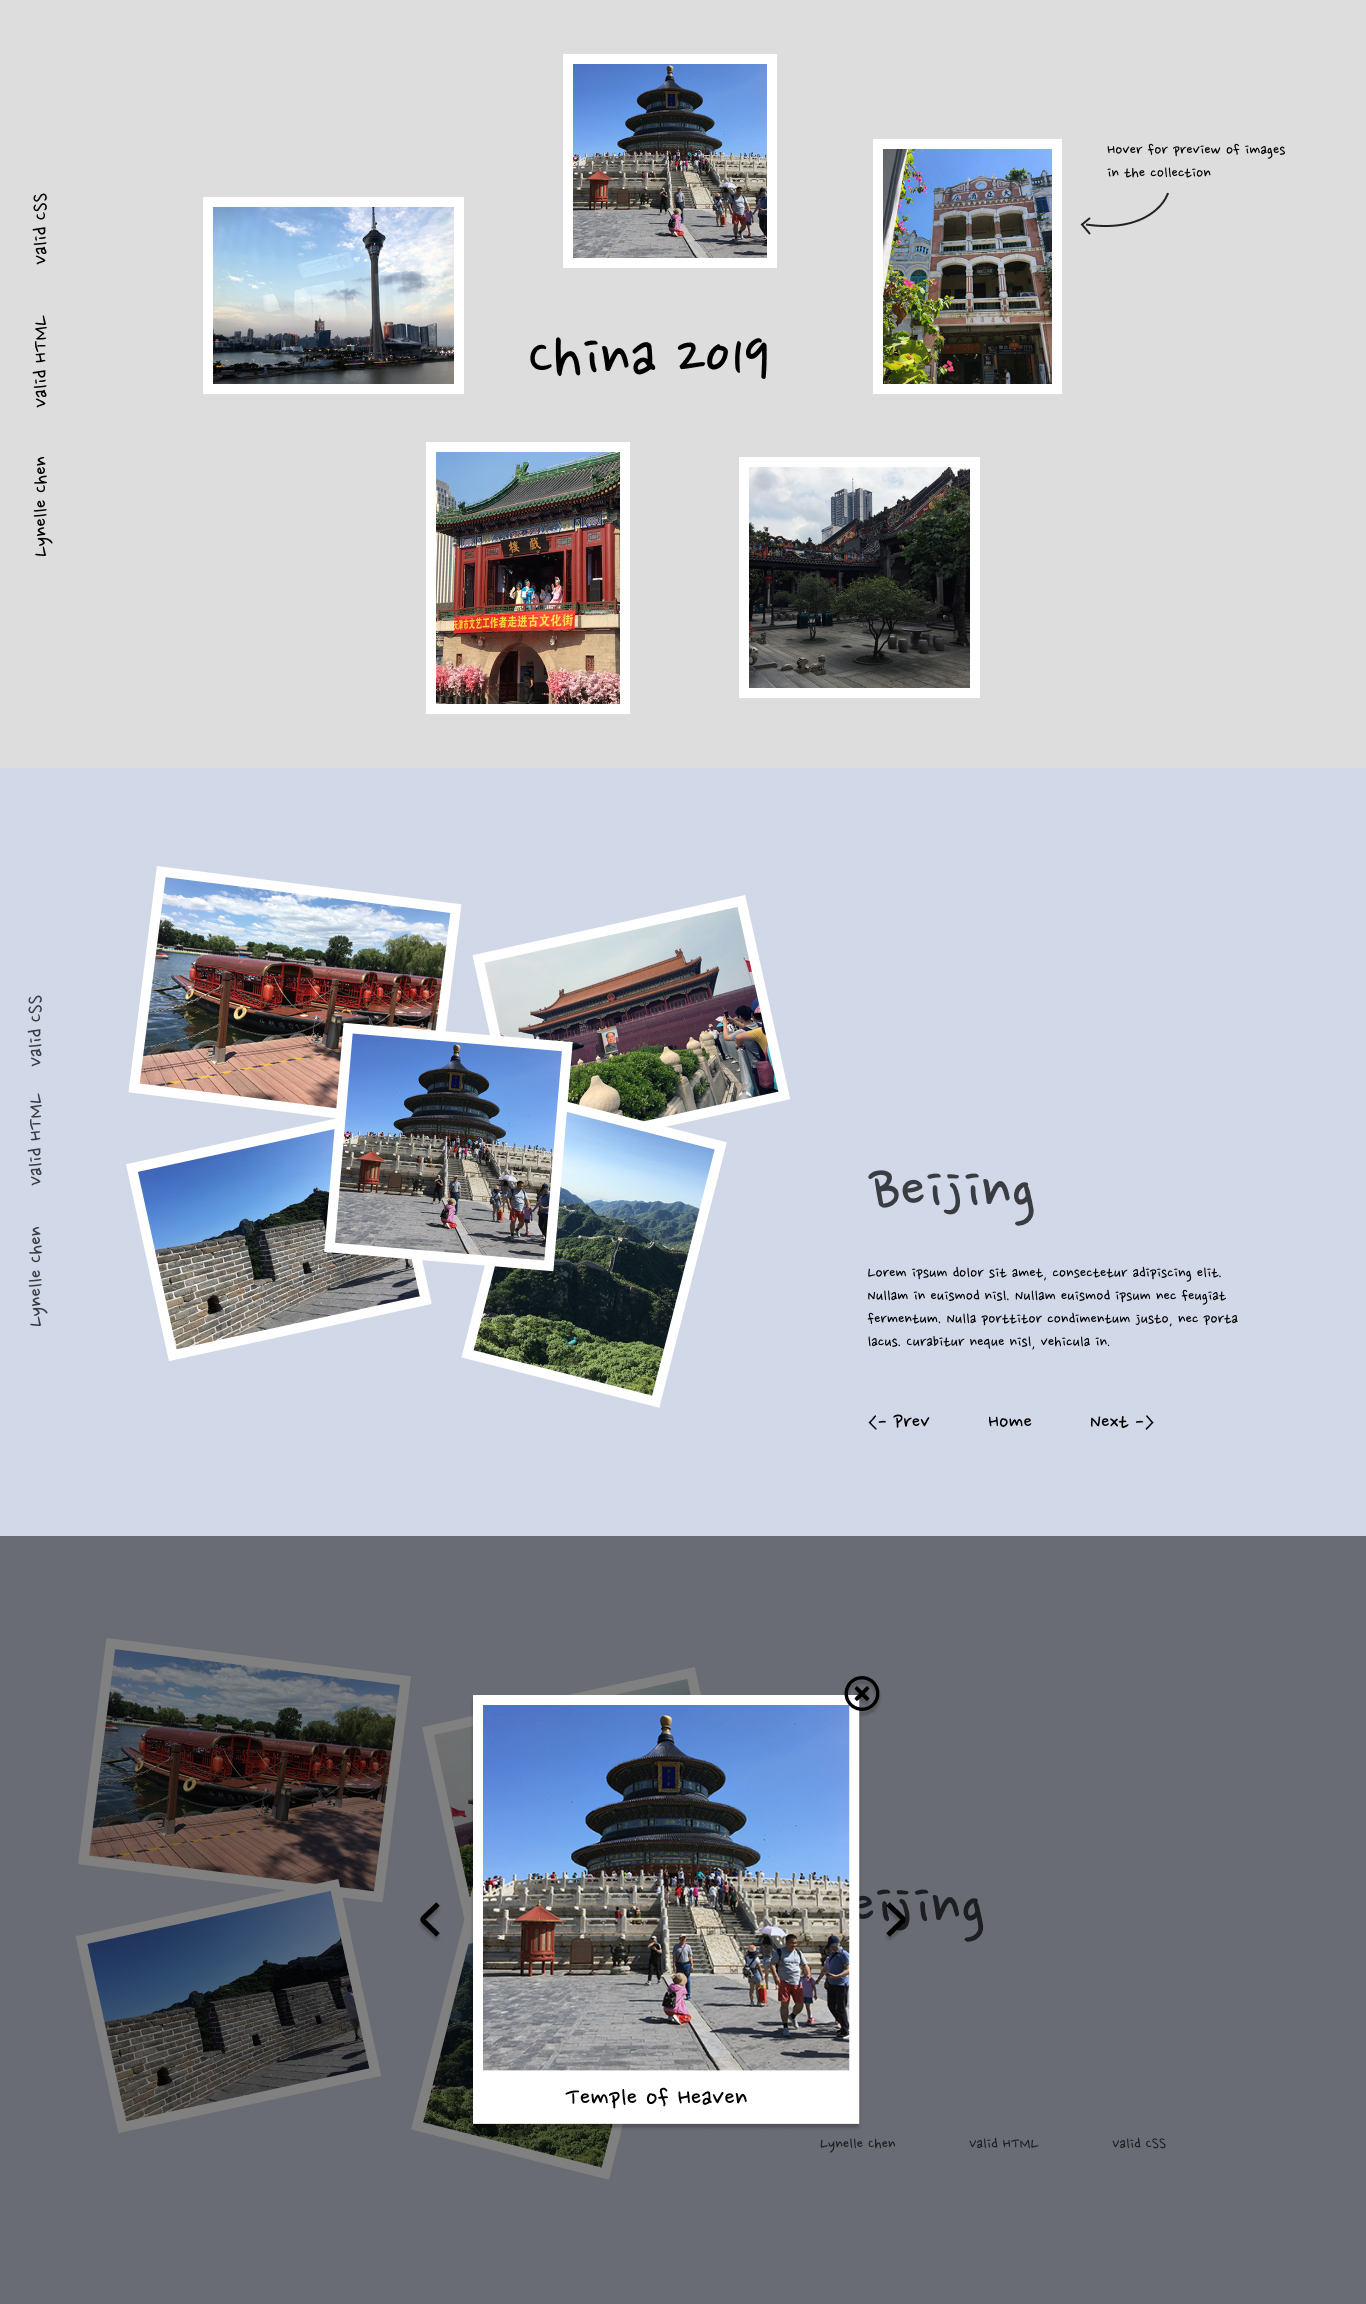 Hover for preview of images
in the collection
valid CSS
valid HTML
Lynelle Chen
China 2019
戲樓
天津市文艺工作者走进古文化街
valid CSS
valid HTML
Lynelle Chen
Beijing
Lorem ipsum dolor sit amet, consectetur adipiscing elit.
Nullam in euismod nisl. Nullam euismod ipsum nec feugiat
fermentum. Nulla porttitor condimentum justo, nec porta
lacus. Curabitur neque nisl, vehicula in.
<- Prev
Home
Next ->
eijing
Temple of Heaven
Lynelle Chen
valid HTML
valid CSS